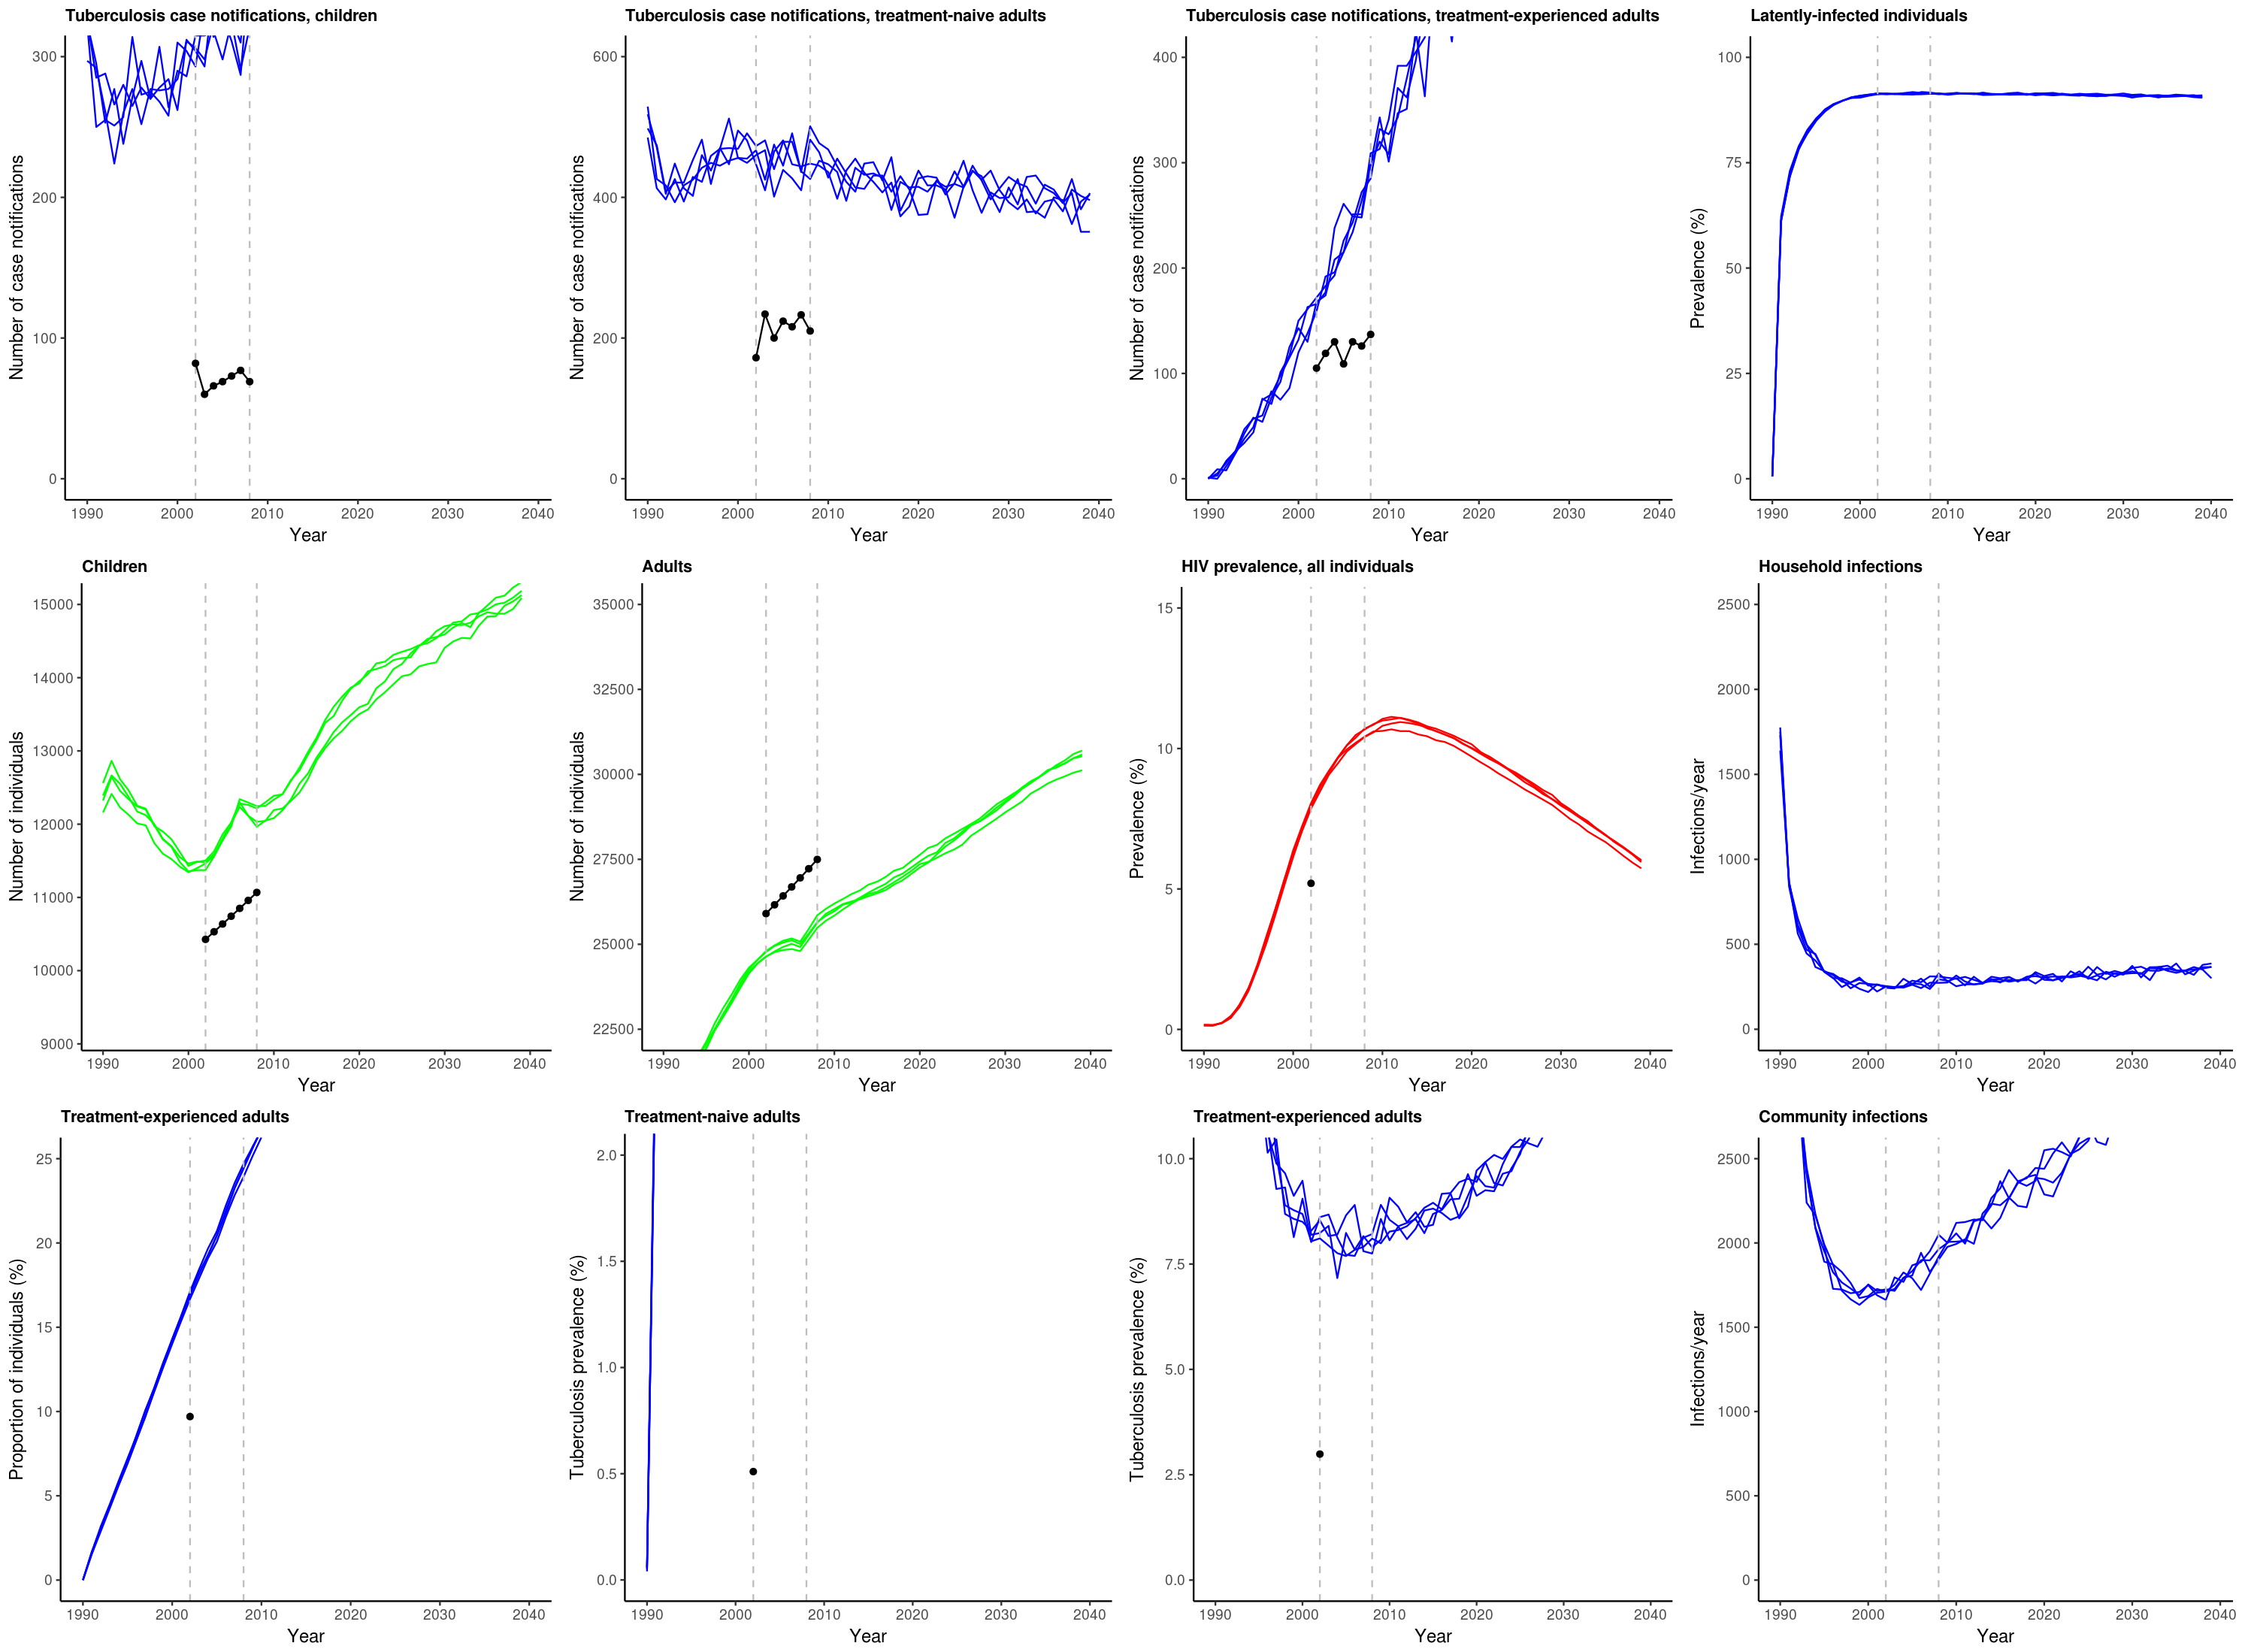 Tuberculosis case notifications, children
Number of case notifications
300
200
100
0
1990 2000 2010 2020 2030 2040
Year
Tuberculosis case notifications, treatment-naive adults
Number of case notifications
600
400
200
0
1990 2000 2010 2020 2030 2040
Year
Tuberculosis case notifications, treatment-experienced adults
Number of case notifications
400
300
200
100
0
1990 2000 2010 2020 2030 2040
Year
Latently-infected individuals
Prevalence (%)
100
75
50
25
0
1990 2000 2010 2020 2030 2040
Year
Children
Number of individuals
15000
14000
13000
12000
11000
10000
9000
1990 2000 2010 2020 2030 2040
Year
Adults
Number of individuals
35000
32500
30000
27500
25000
22500
1990 2000 2010 2020 2030 2040
Year
HIV prevalence, all individuals
Prevalence (%)
15
10
5
0
1990 2000 2010 2020 2030 2040
Year
Household infections
Infections/year
2500
2000
1500
1000
500
0
1990 2000 2010 2020 2030 2040
Year
Treatment-experienced adults
Proportion of individuals (%)
25
20
15
10
5
0
1990 2000 2010 2020 2030 2040
Year
Treatment-naive adults
Tuberculosis prevalence (%)
2.0
1.5
1.0
0.5
0.0
1990 2000 2010 2020 2030 2040
Year
Treatment-experienced adults
Tuberculosis prevalence (%)
10.0
7.5
5.0
2.5
0.0
1990 2000 2010 2020 2030 2040
Year
Community infections
Infections/year
2500
2000
1500
1000
500
0
1990 2000 2010 2020 2030 2040
Year